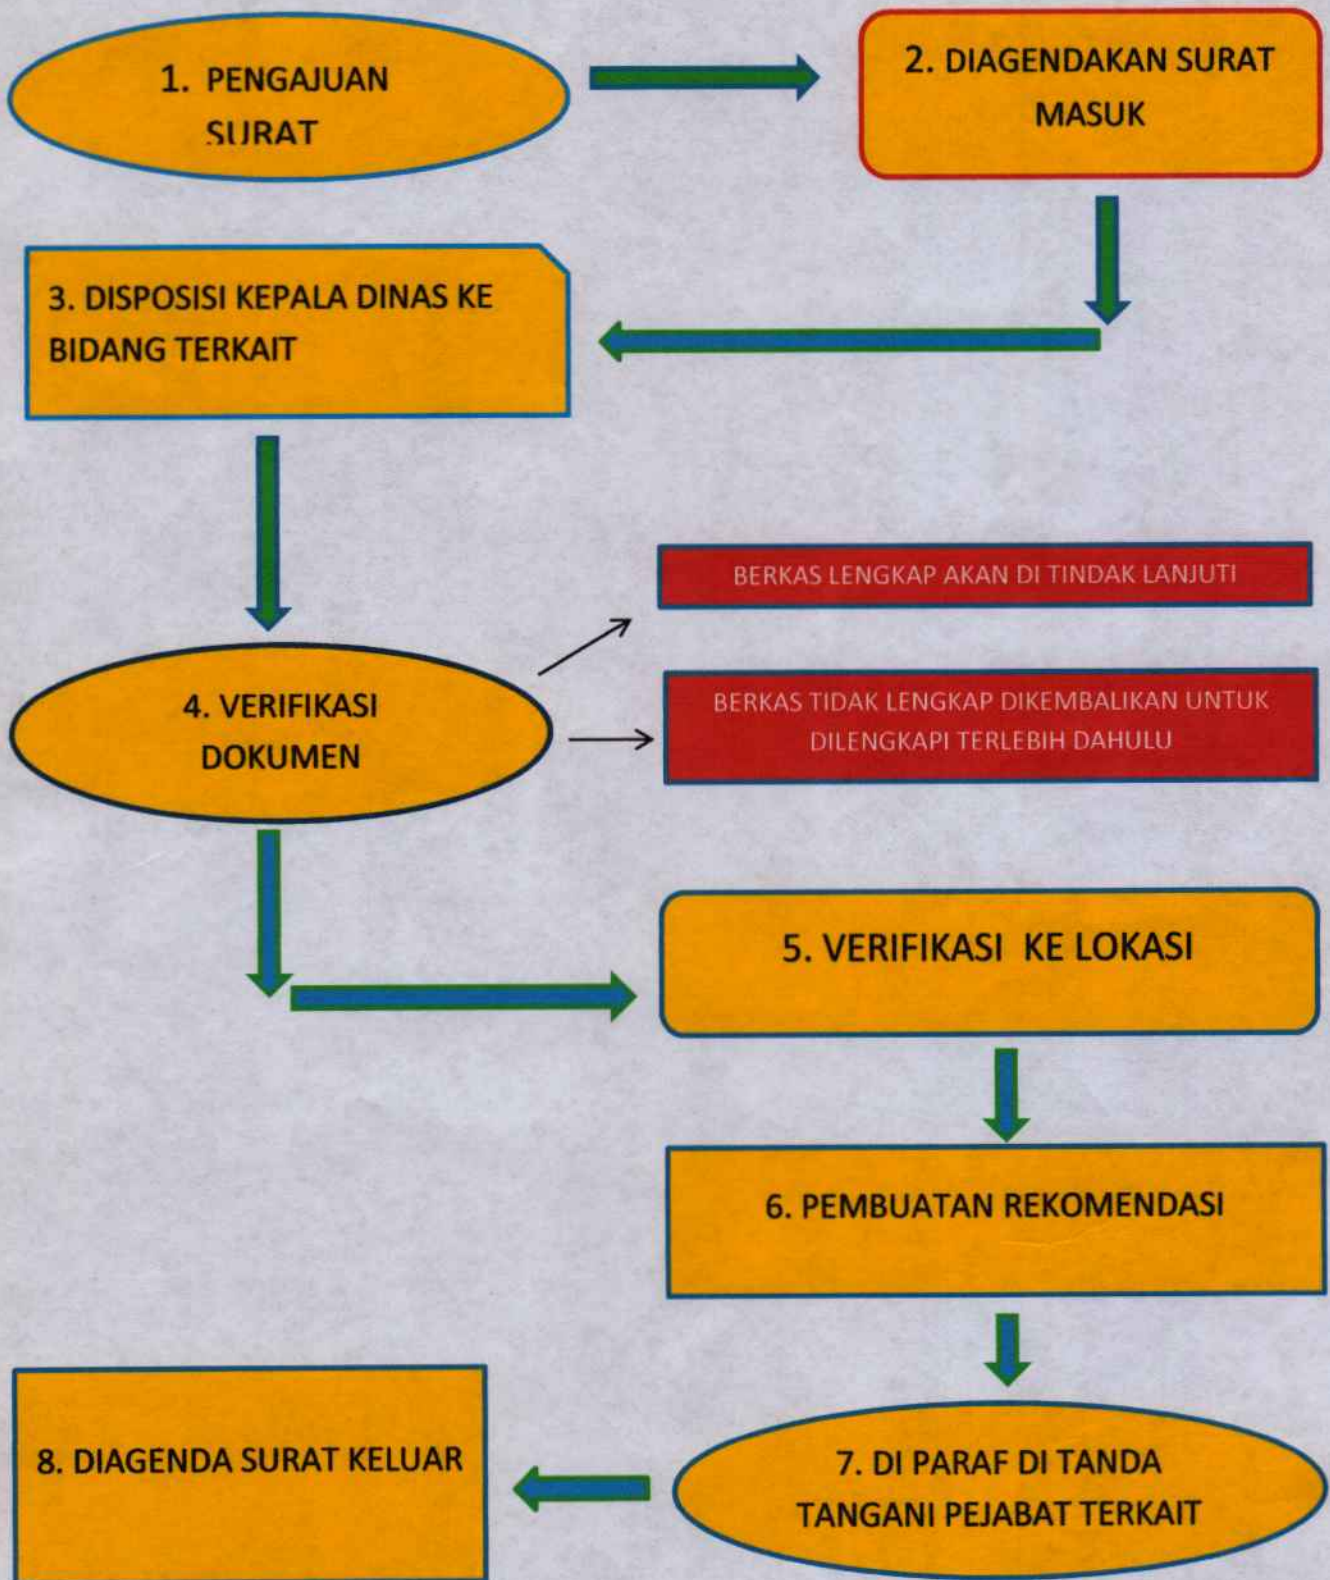 1. PENGAJUAN
SURAT
2. DIAGENDAKAN SURAT
MASUK
3. DISPOSISI KEPALA DINAS KE
BIDANG TERKAIT
BERKAS LENGKAP AKAN DI TINDAK LANJUTI
4. VERIFIKASI
DOKUMEN
BERKAS TIDAK LENGKAP DIKEMBALIKAN UNTUK
DILENGKAPI TERLEBIH DAHULU
5. VERIFIKASI KE LOKASI
6. PEMBUATAN REKOMENDASI
7. DI PARAF DI TANDA
TANGANI PEJABAT TERKAIT
8. DIAGENDA SURAT KELUAR